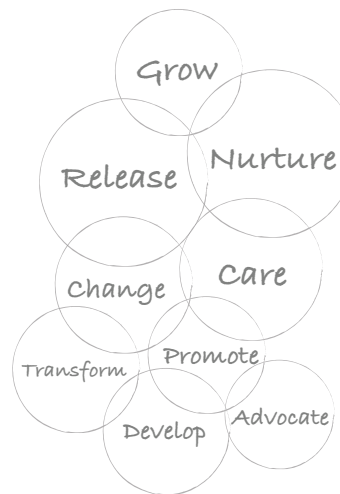 Grow
Nurture
Release
Care
Change
Promote
Transform
Advocate
Develop